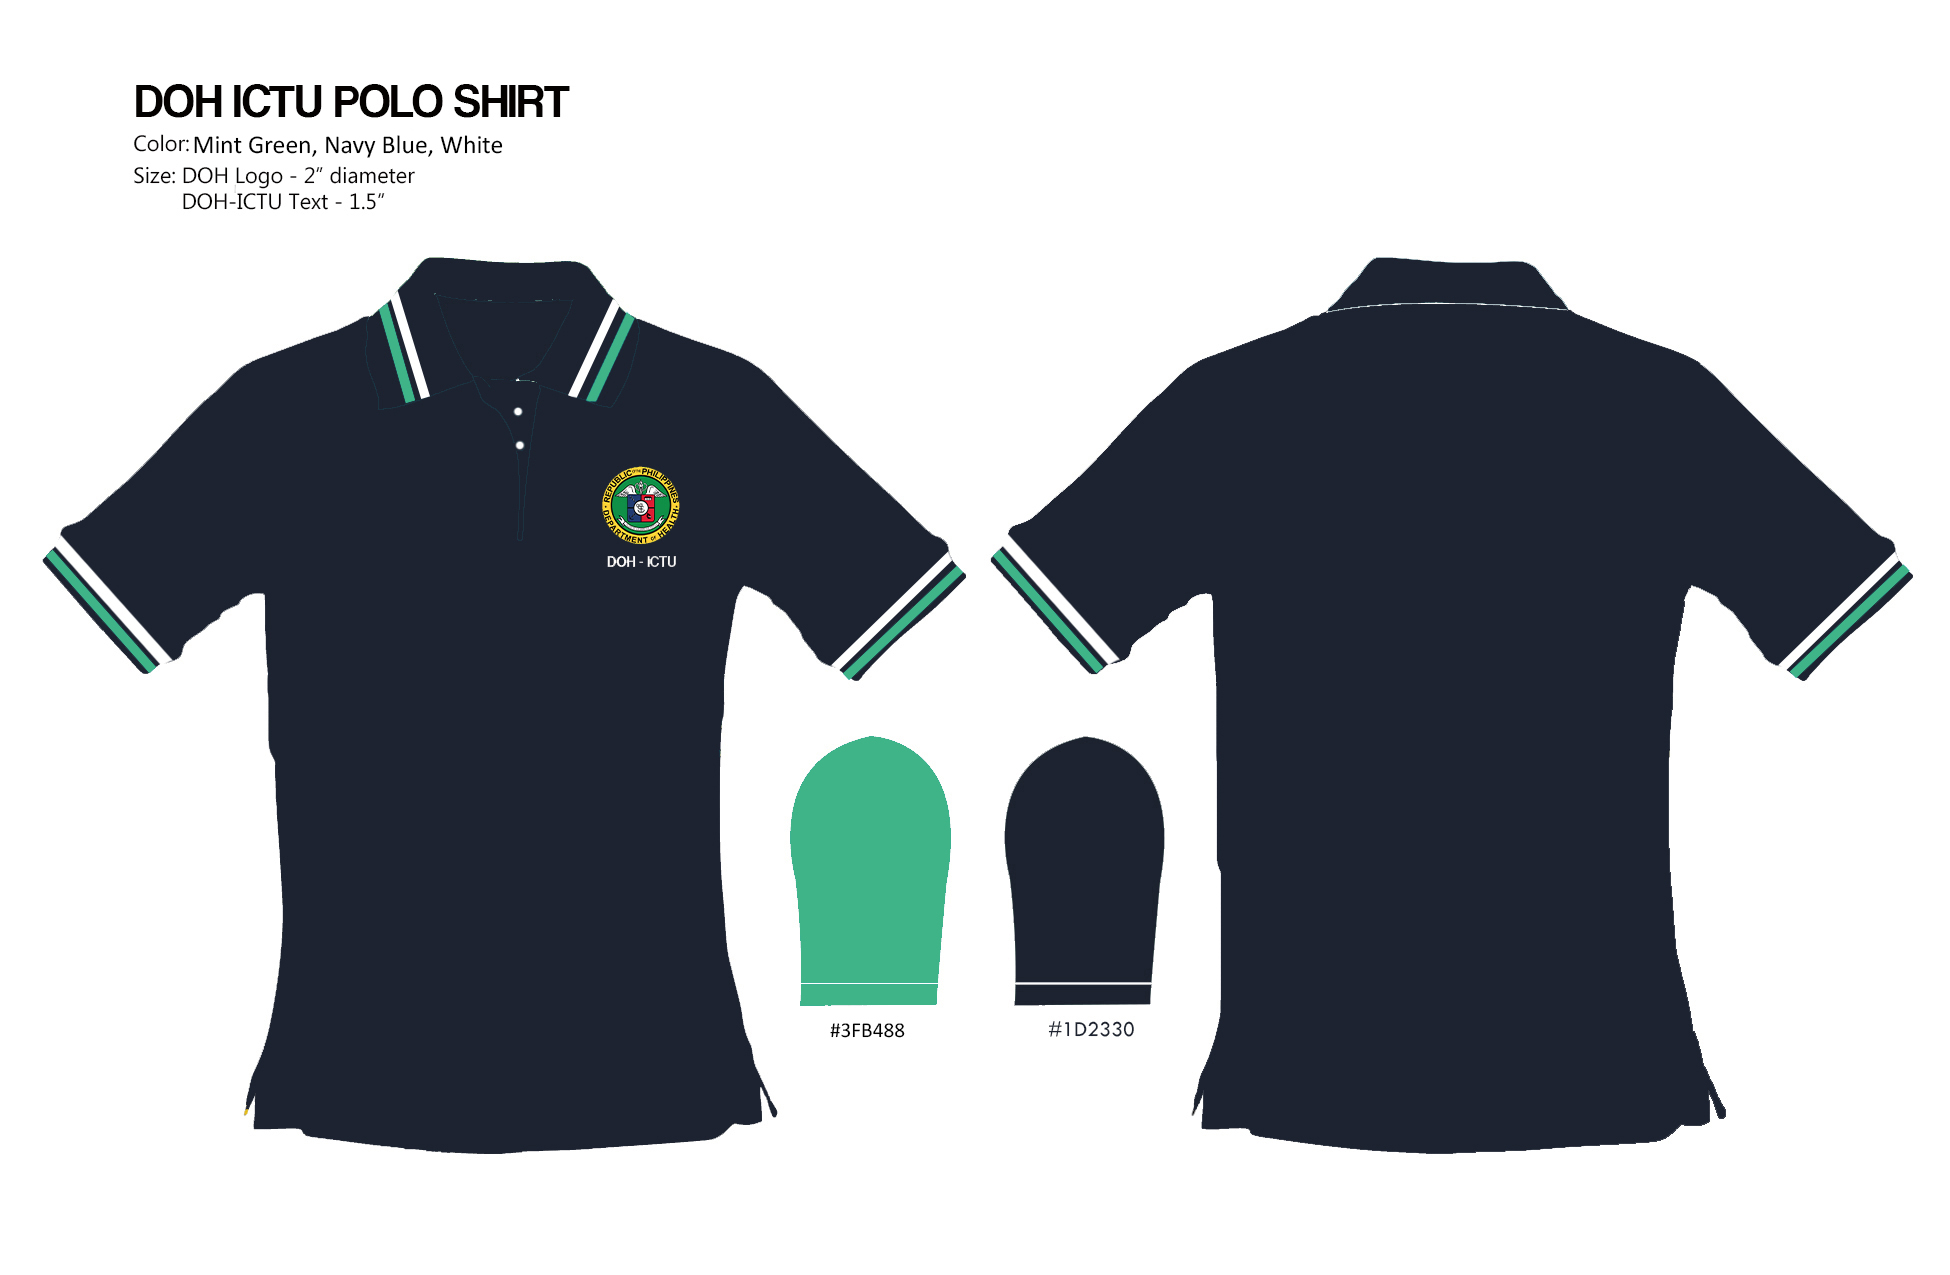 DOH ICTU POLO SHIRT
Color: Mint Green, Navy Blue, White
Size: DOH Logo - 2” diameter
DOH-ICTU Text - 1.5”
REPUBLIC OF THE PHILIPPINES
DEPARTMENT OF HEALTH
DOH - ICTU
#3FB488
#1D2330